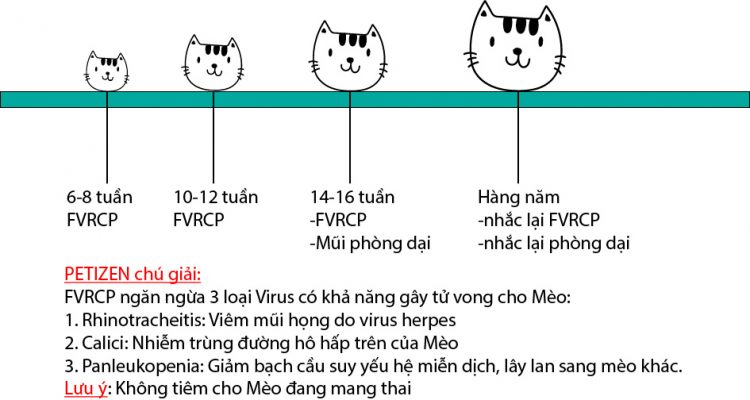 6-8 tuần
FVRCP
10-12 tuần
FVRCP
14-16 tuần
-FVRCP
-Mũi phòng dại
Hàng năm
-nhắc lại FVRCP
-nhắc lại phòng dại
PETIZEN chú giải:
FVRCP ngăn ngừa 3 loại Virus có khả năng gây tử vong cho Mèo:
1. Rhinotracheitis: Viêm mũi họng do virus herpes
2. Calici: Nhiễm trùng đường hô hấp trên của Mèo
3. Panleukopenia: Giảm bạch cầu suy yếu hệ miễn dịch, lây lan sang mèo khác.
Lưu ý: Không tiêm cho Mèo đang mang thai